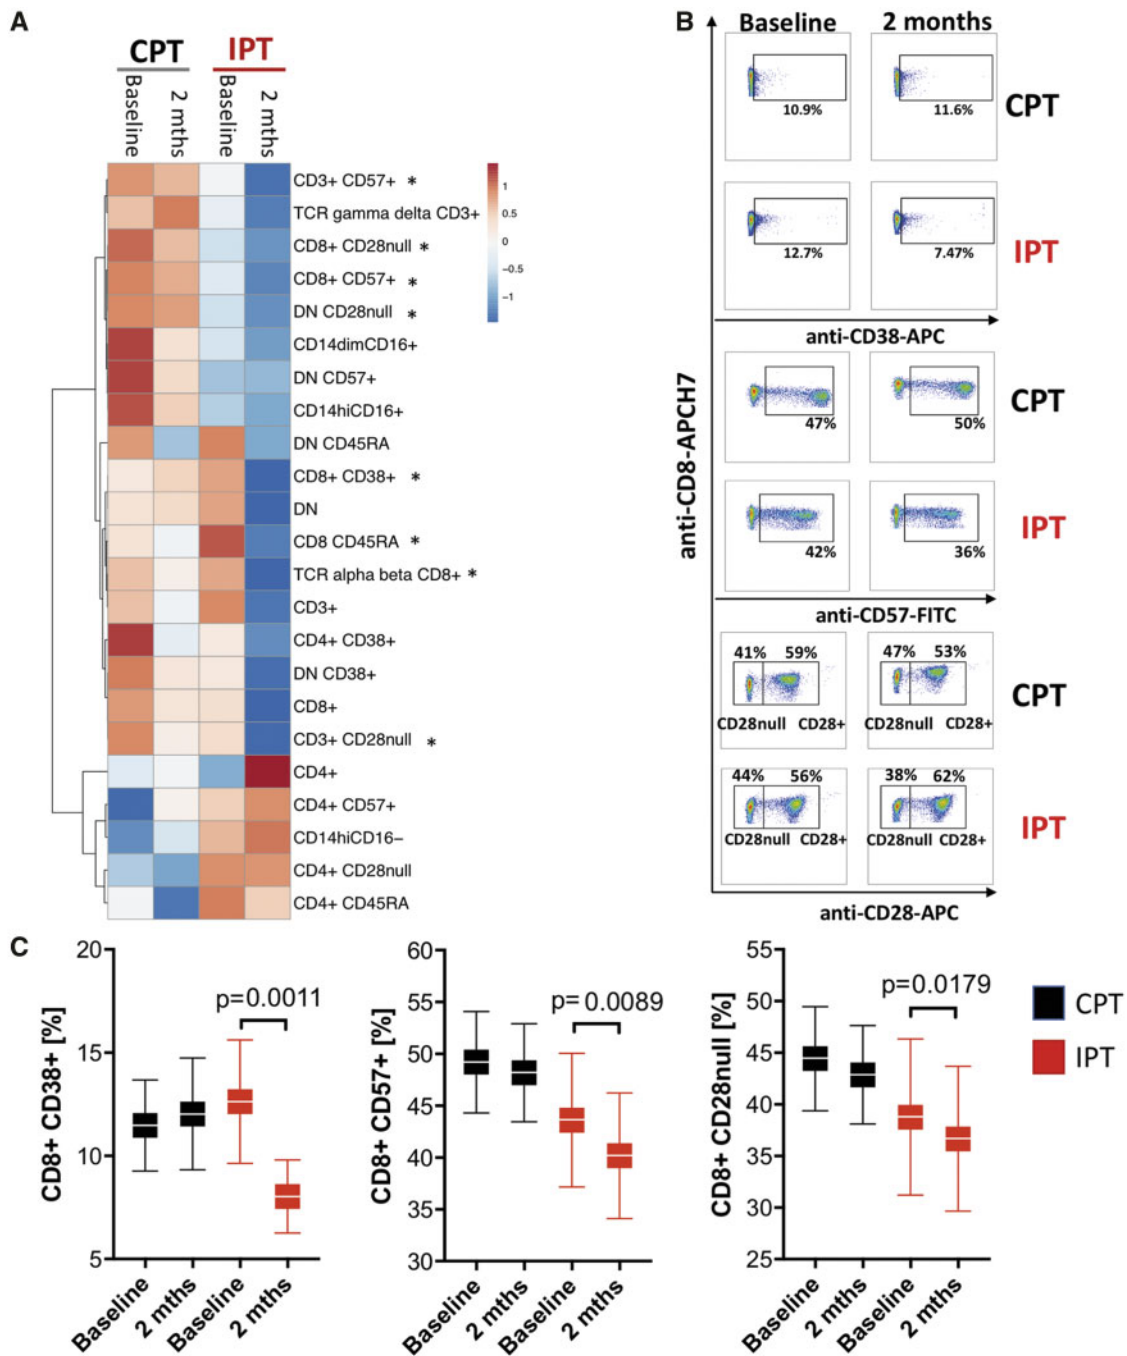 A
CPT IPT
Baseline 2 mths Baseline 2 mths
CD3+ CD57+ *
TCR gamma delta CD3+
CD8+ CD28null *
CD8+ CD57+ *
DN CD28null *
CD14dimCD16+
DN CD57+
CD14hiCD16+
DN CD45RA
CD8+ CD38+ *
DN
CD8 CD45RA *
TCR alpha beta CD8+ *
CD3+
CD4+ CD38+
DN CD38+
CD8+
CD3+ CD28null *
CD4+
CD4+ CD57+
CD14hiCD16−
CD4+ CD28null
CD4+ CD45RA
1
0.5
0
−0.5
−1
B
Baseline 2 months
10.9% 11.6% CPT
12.7% 7.47% IPT
anti-CD38-APC
47% 50% CPT
42% 36% IPT
anti-CD57-FITC
41% 59% 47% 53% CPT
CD28null CD28+ CD28null CD28+
44% 56% 38% 62% IPT
CD28null CD28+ CD28null CD28+
anti-CD28-APC
anti-CD8-APCH7
C
CD8+ CD38+ [%]
20
15
10
5
p=0.0011
Baseline 2 mths Baseline 2 mths
CD8+ CD57+ [%]
60
55
50
45
40
35
30
p= 0.0089
Baseline 2 mths Baseline 2 mths
CD8+ CD28null [%]
55
50
45
40
35
30
25
p=0.0179
Baseline 2 mths Baseline 2 mths
CPT
IPT